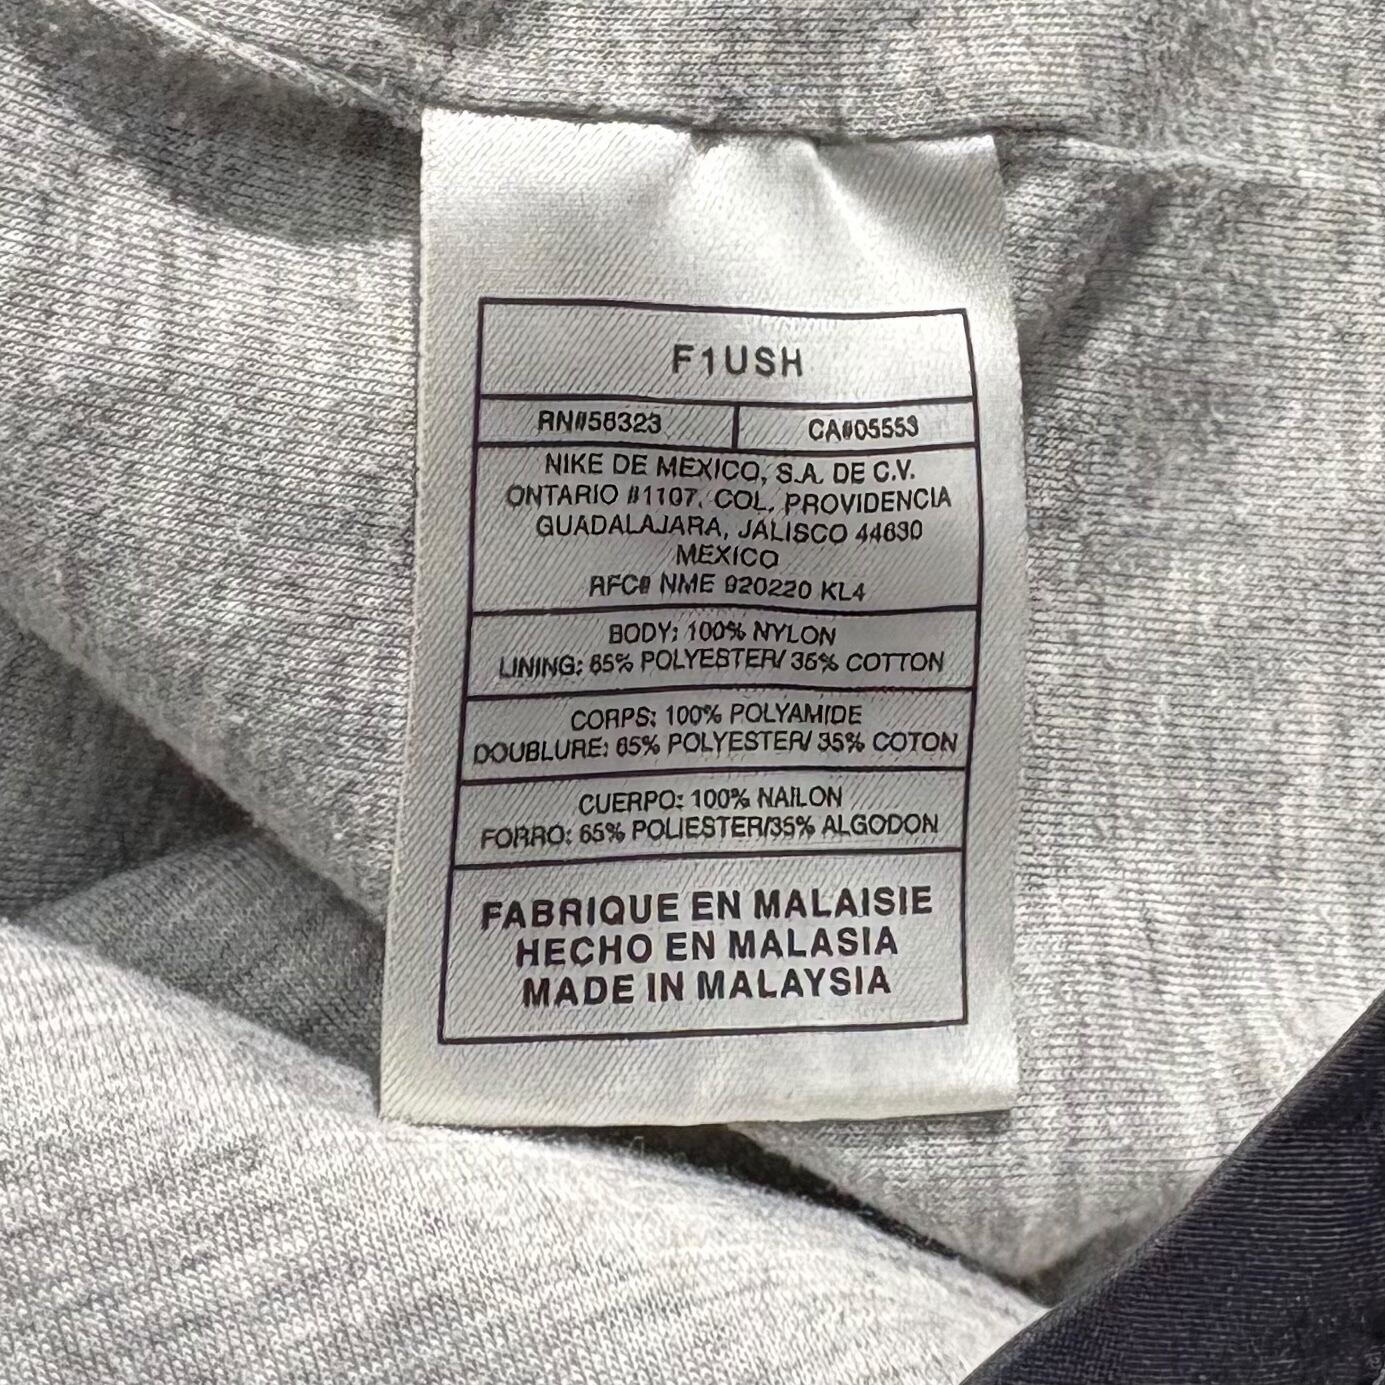 F1USH
RN#56323 CA#05553
NIKE DE MEXICO, S.A. DE C.V.
ONTARIO #1107, COL. PROVIDENCIA
GUADALAJARA, JALISCO 44630
MEXICO
RFC# NME 920220 KL4
BODY: 100% NYLON
LINING: 65% POLYESTER/ 35% COTTON
CORPS: 100% POLYAMIDE
DOUBLURE: 65% POLYESTER/ 35% COTON
CUERPO: 100% NAILON
FORRO: 65% POLIESTER/35% ALGODON
FABRIQUE EN MALAISIE
HECHO EN MALASIA
MADE IN MALAYSIA